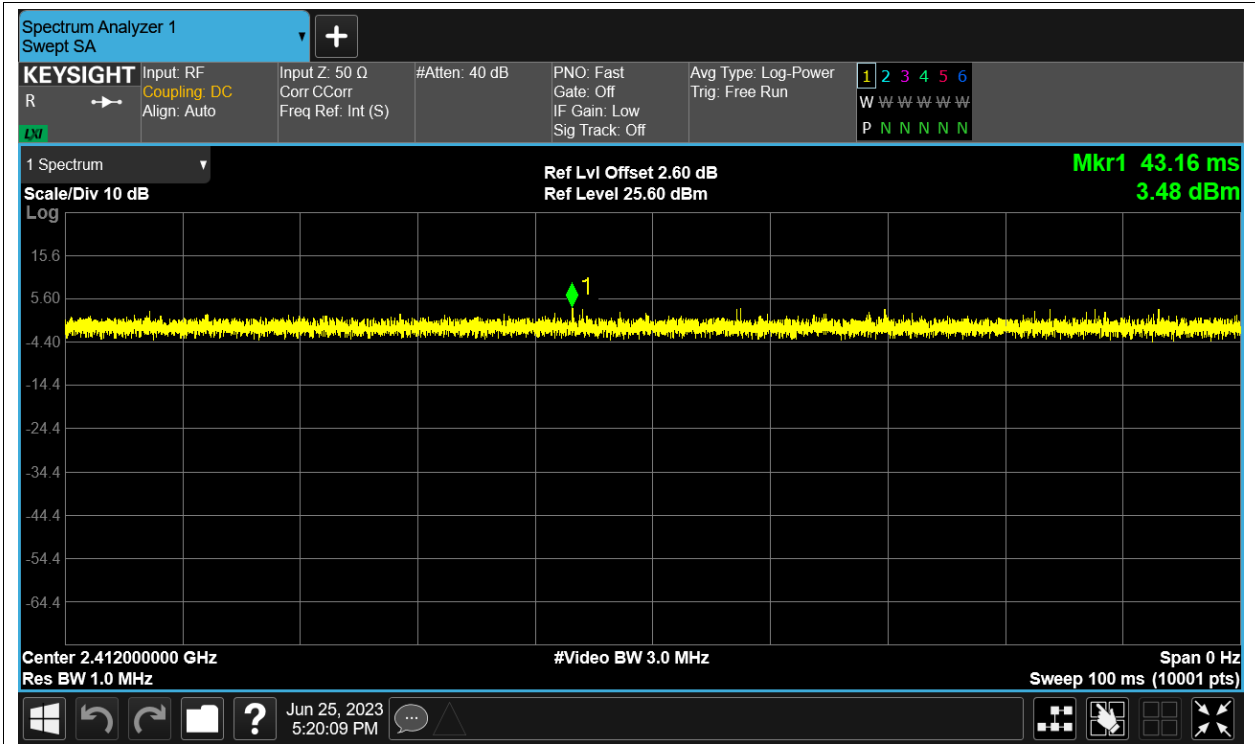 Spectrum Analyzer 1
Swept SA
+
KEYSIGHT
R
LXI
Input: RF
Coupling: DC
Align: Auto
Input Z: 50 Ω
Corr CCorr
Freq Ref: Int (S)
#Atten: 40 dB
PNO: Fast
Gate: Off
IF Gain: Low
Sig Track: Off
Avg Type: Log-Power
Trig: Free Run
1 2 3 4 5 6
W W W W W W
P N N N N N
1 Spectrum
Scale/Div 10 dB
Ref Lvl Offset 2.60 dB
Ref Level 25.60 dBm
Mkr1 43.16 ms
3.48 dBm
Log
15.6
5.60
-4.40
-14.4
-24.4
-34.4
-44.4
-54.4
-64.4
1
Center 2.412000000 GHz
Res BW 1.0 MHz
#Video BW 3.0 MHz
Span 0 Hz
Sweep 100 ms (10001 pts)
?
Jun 25, 2023
5:20:09 PM